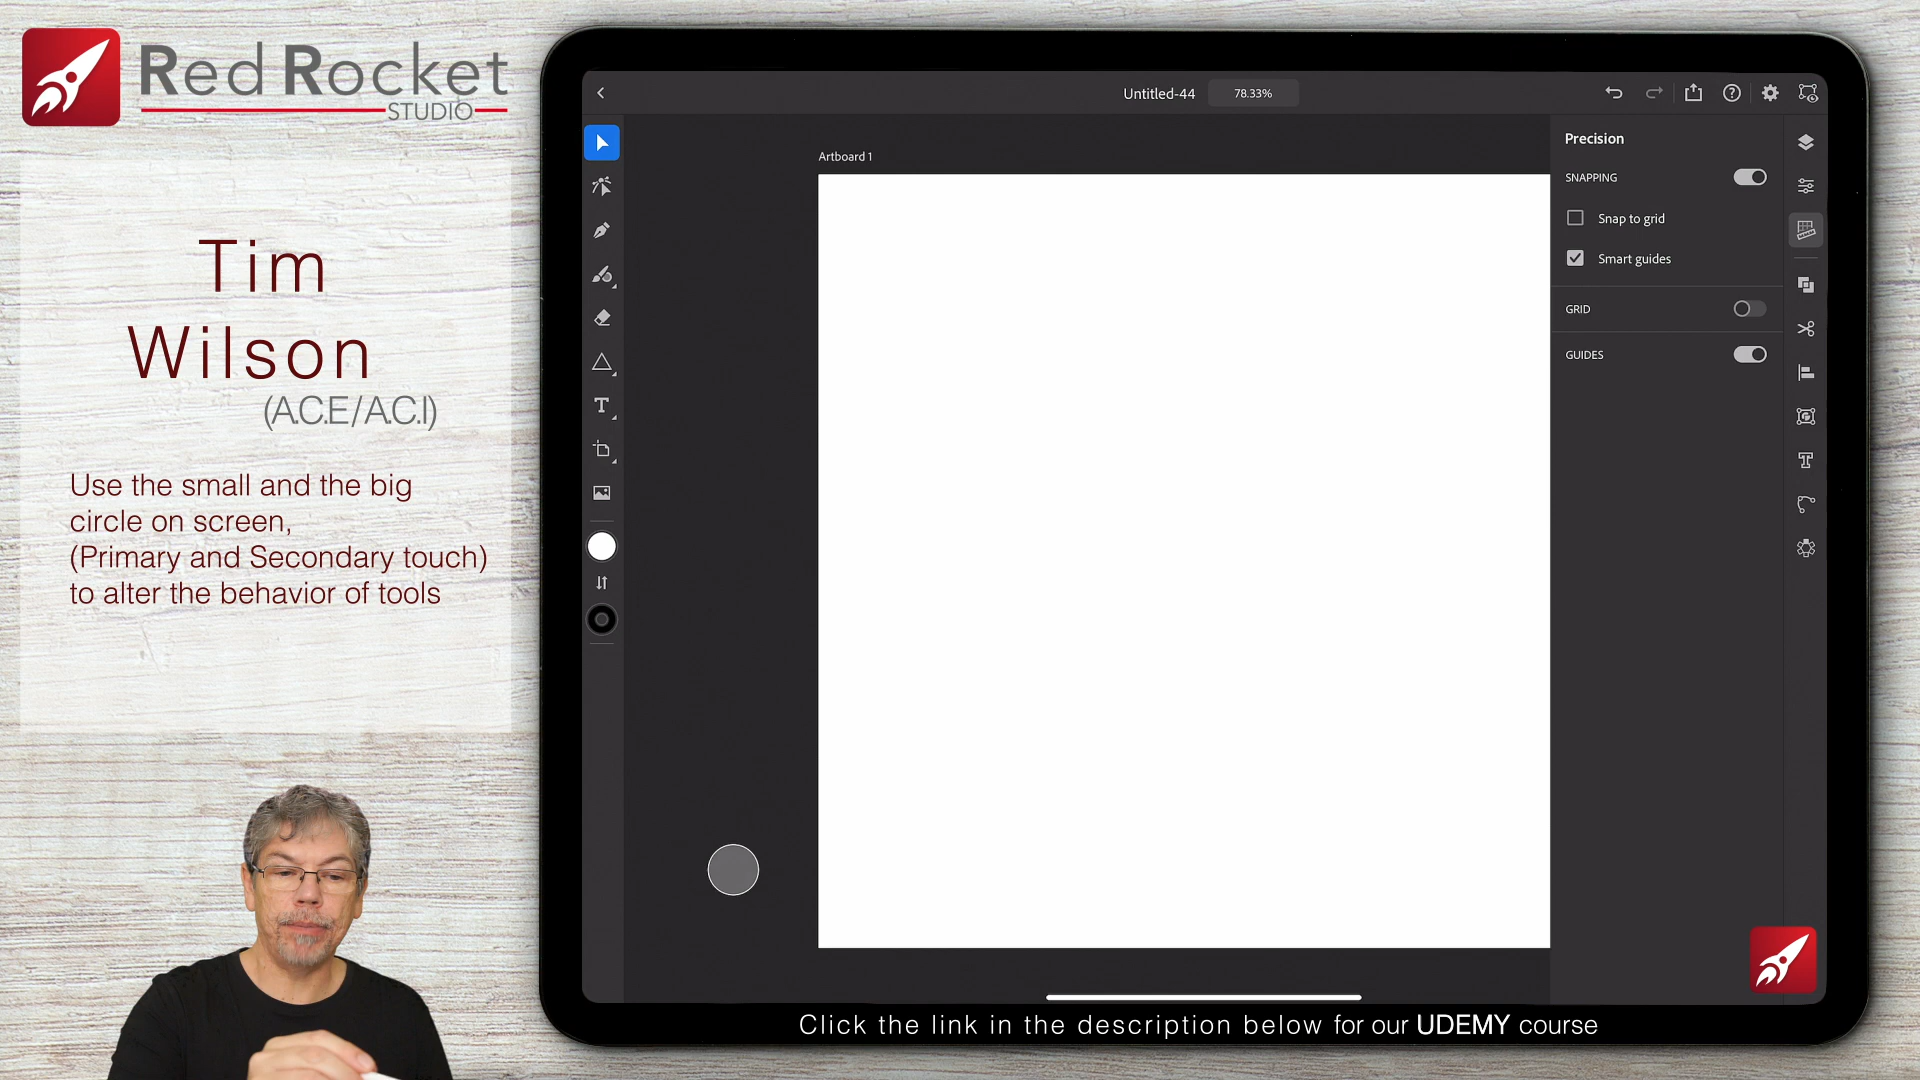 Red Rocket
STUDIO
Tim
Wilson
(A.C.E/A.C.I)
Use the small and the big
circle on screen,
(Primary and Secondary touch)
to alter the behavior of tools
Untitled-44
78.33%
Artboard 1
Precision
SNAPPING
Snap to grid
Smart guides
GRID
GUIDES
Click the link in the description below for our UDEMY course